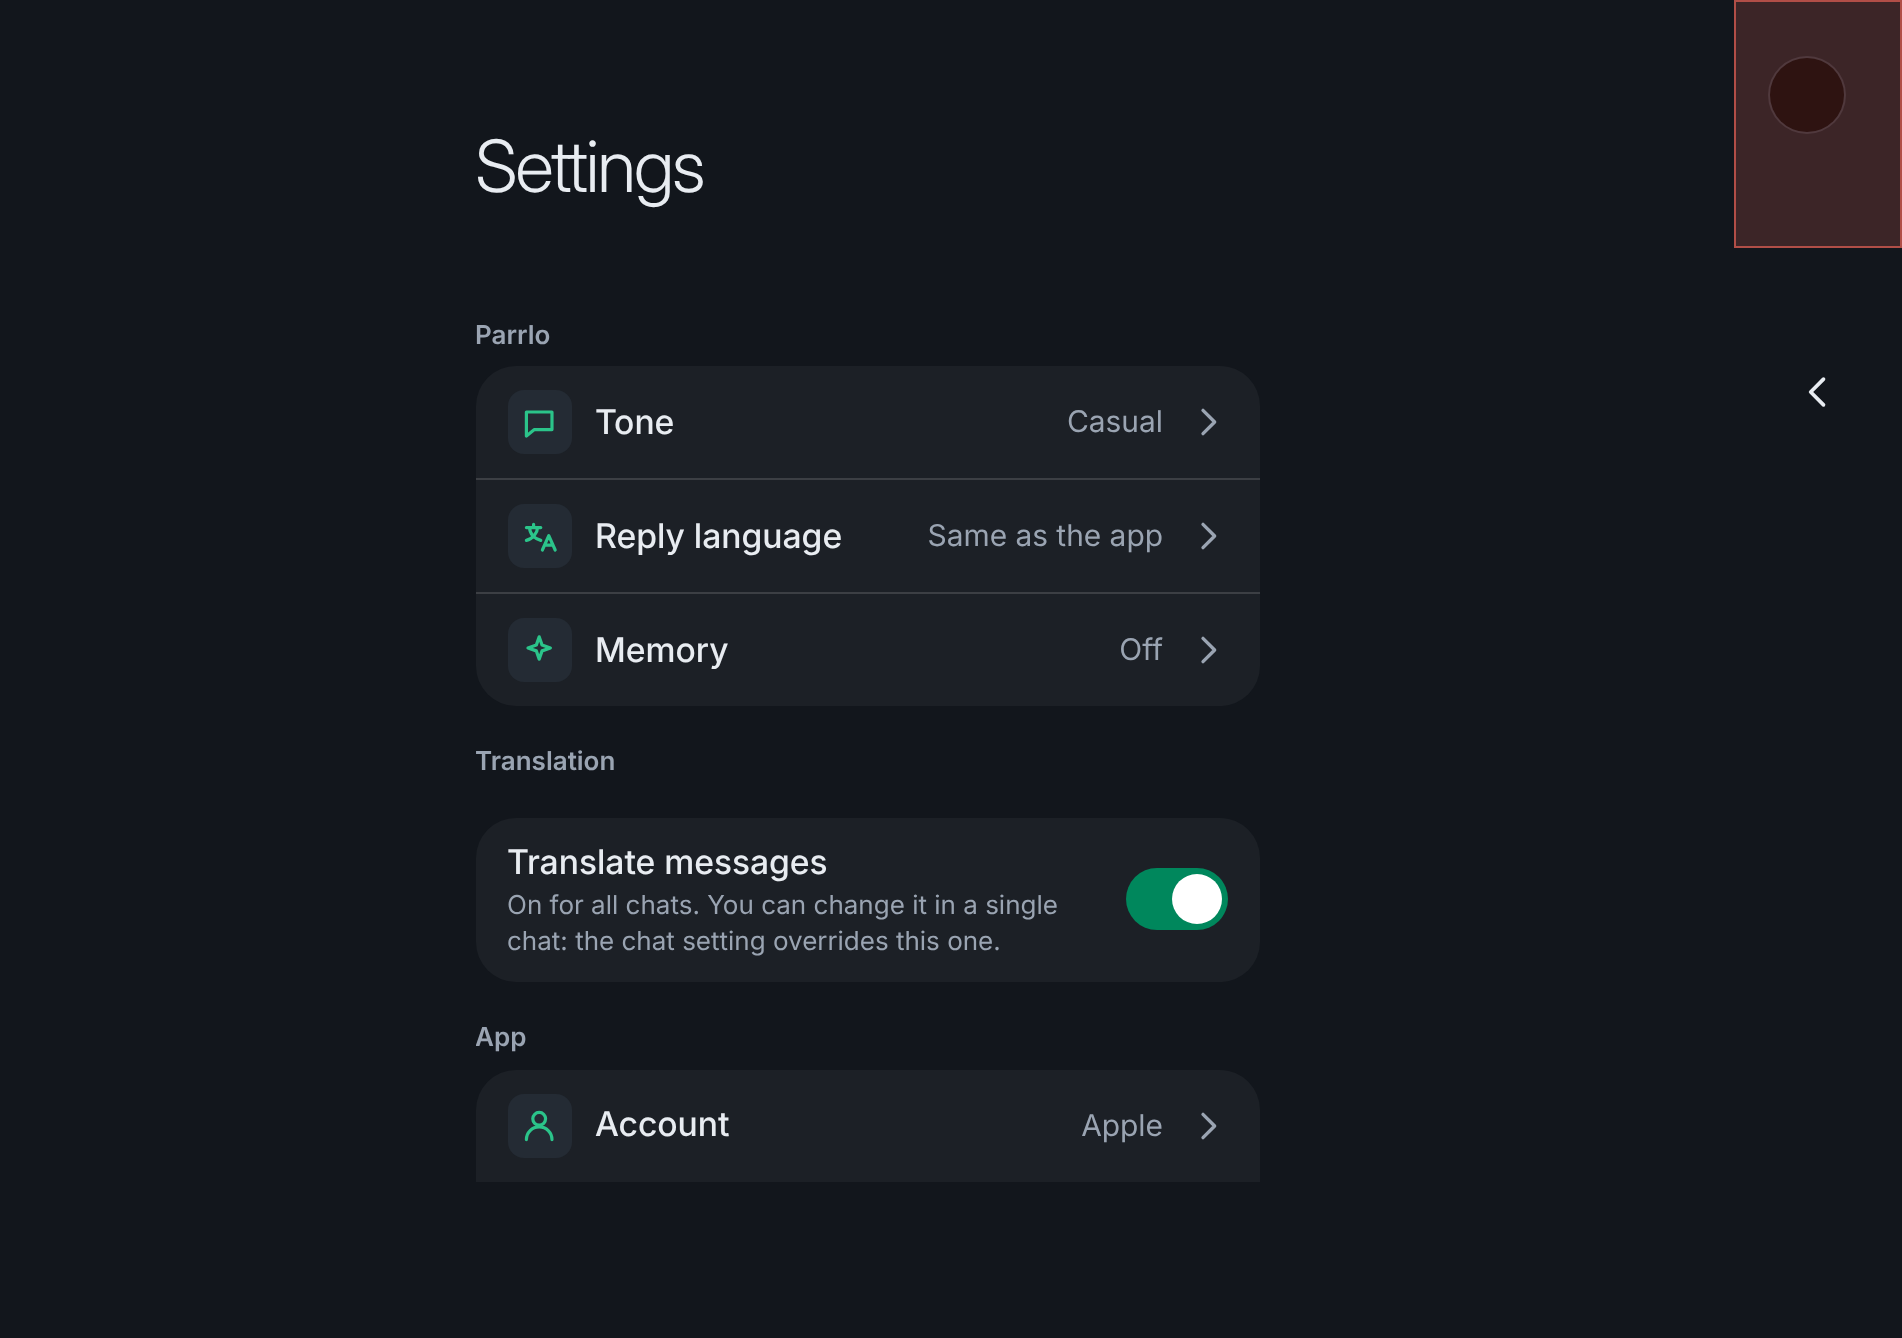 Settings
Parrlo
Tone
Casual
Reply language
Same as the app
Memory
Off
Translation
Translate messages
On for all chats. You can change it in a single
chat: the chat setting overrides this one.
App
Account
Apple